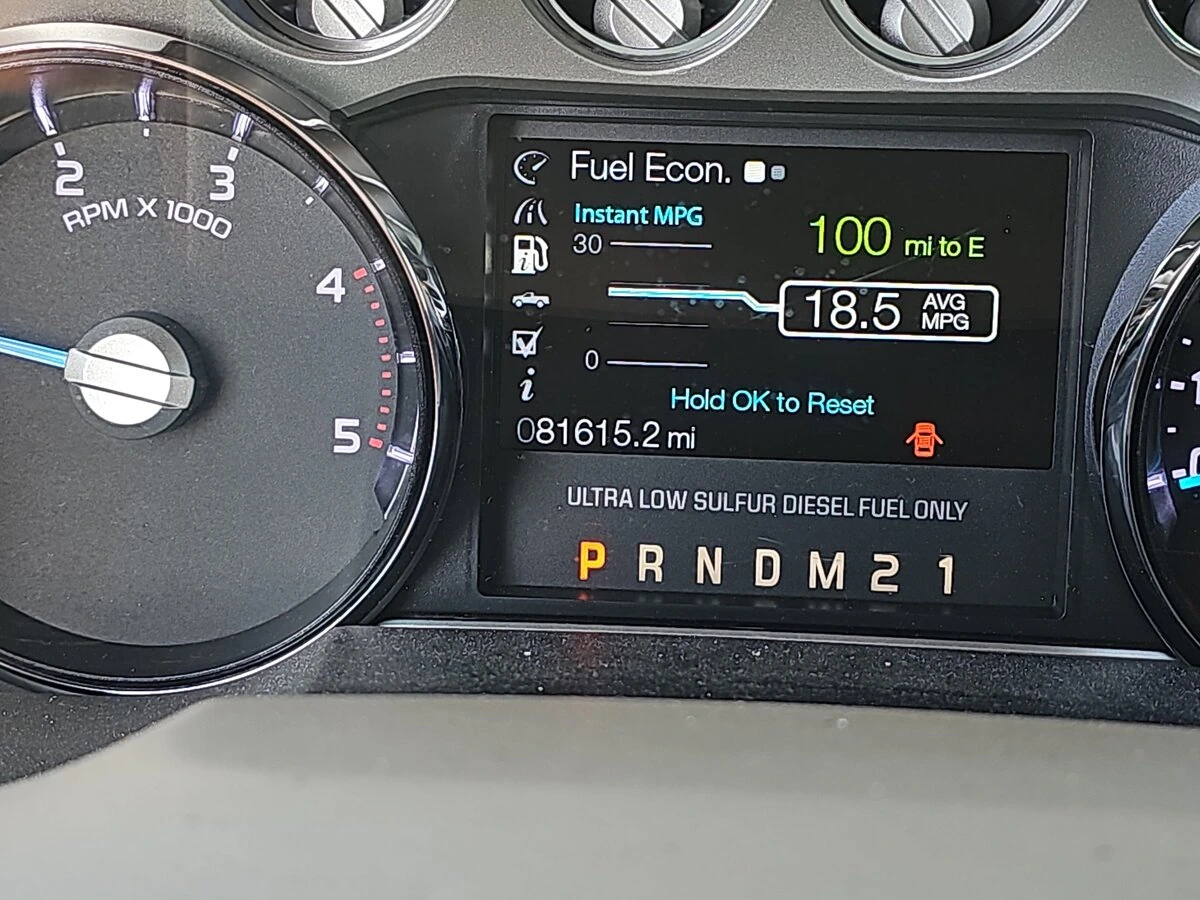 2
3
RPM X 1000
4
5
Fuel Econ.
Instant MPG
30
100 mi to E
18.5 AVG MPG
0
Hold OK to Reset
i
081615.2 mi
ULTRA LOW SULFUR DIESEL FUEL ONLY
P R N D M 2 1